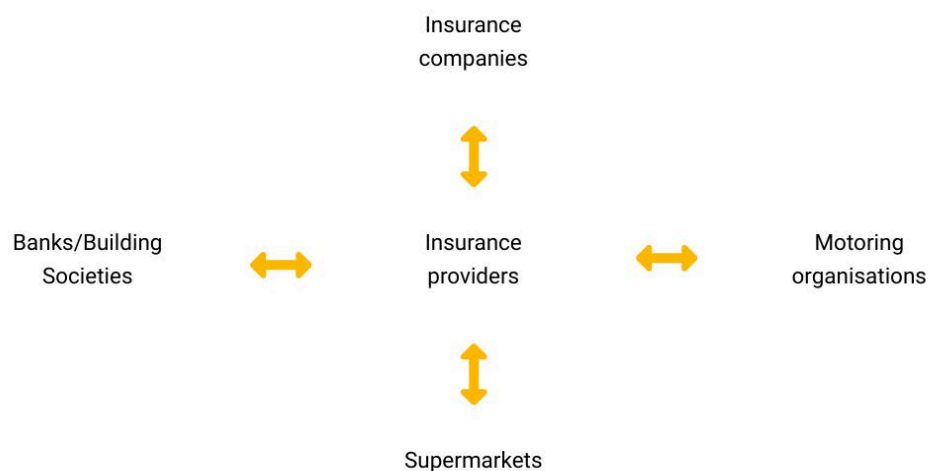 Insurance
companies
Banks/Building
Societies
Insurance
providers
Motoring
organisations
Supermarkets